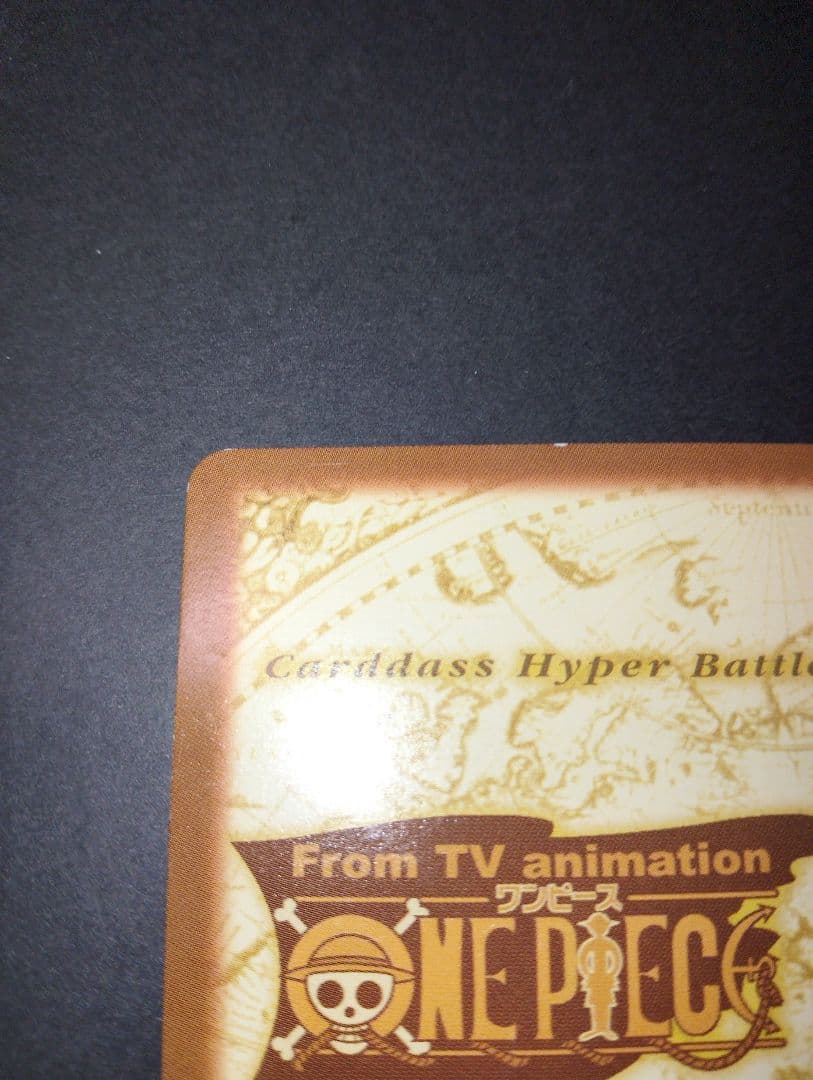 Carddass Hyper Battle
From TV animation
ワンピース
ONE PIECE